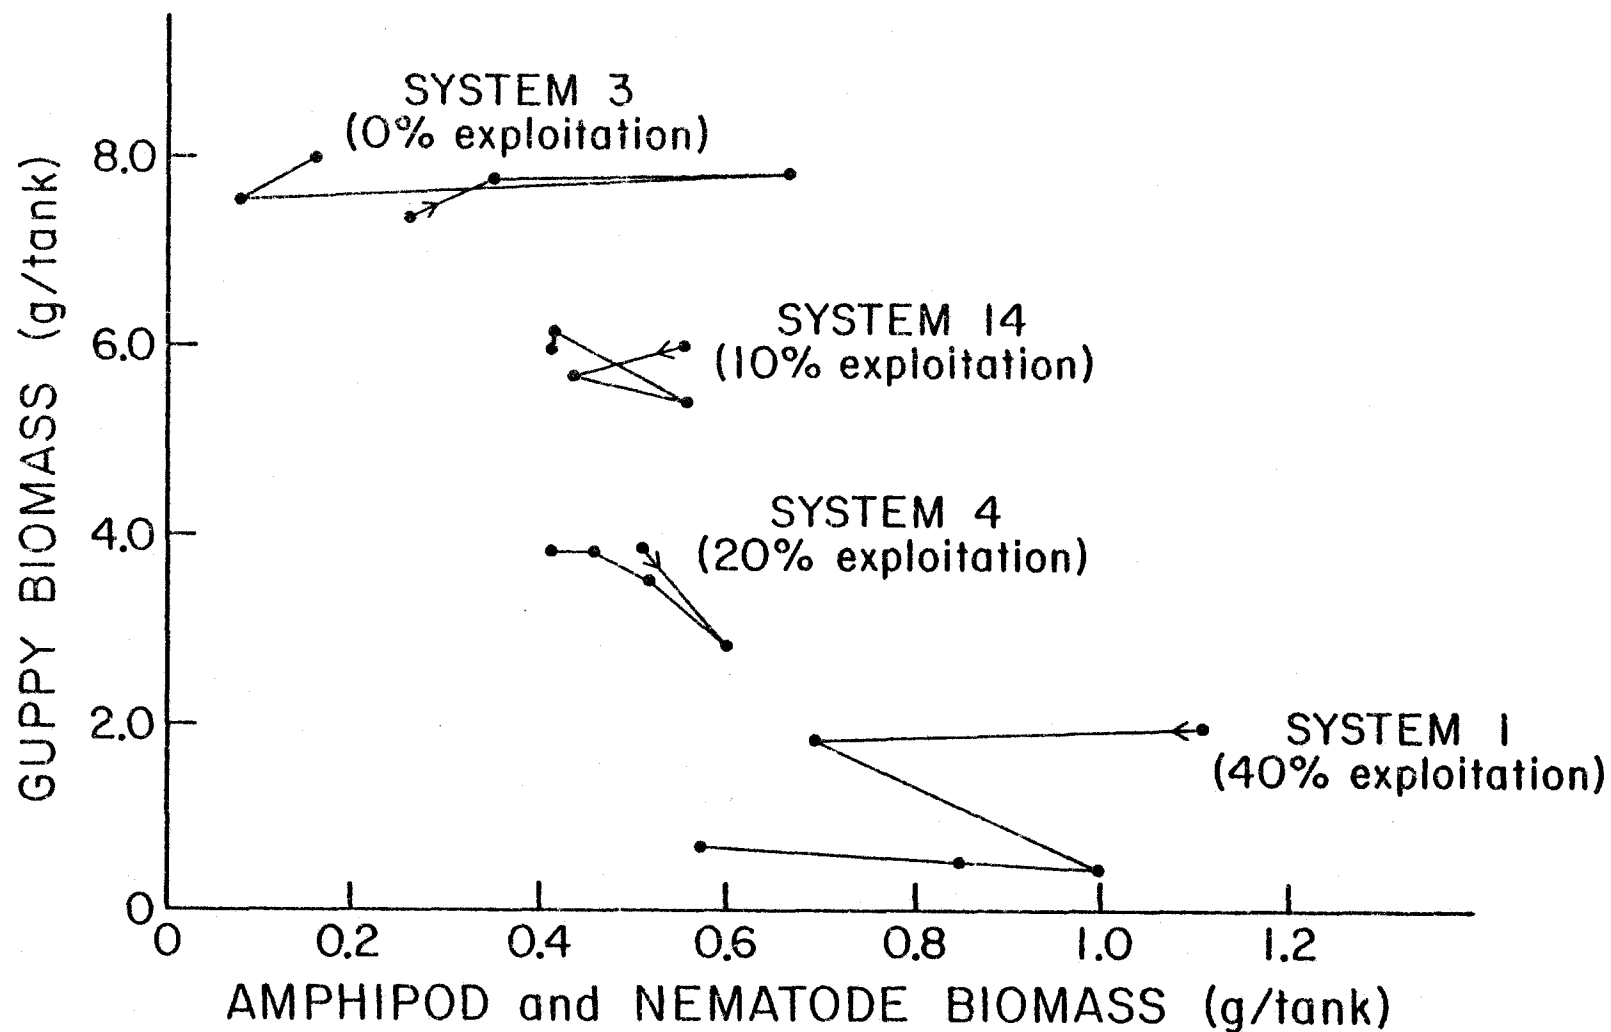 SYSTEM 3
(0% exploitation)
8.0
SYSTEM 14
(10% exploitation)
6.0
SYSTEM 4
(20% exploitation)
4.0
SYSTEM 1
(40% exploitation)
2.0
0
GUPPY BIOMASS (g/tank)
0 0.2 0.4 0.6 0.8 1.0 1.2
AMPHIPOD and NEMATODE BIOMASS (g/tank)